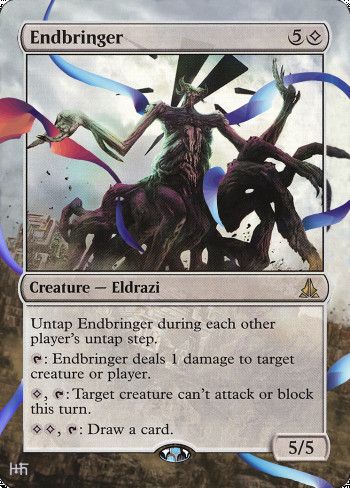 Endbringer 5
Creature — Eldrazi
Untap Endbringer during each other
player's untap step.
: Endbringer deals 1 damage to target
creature or player.
, : Target creature can't attack or block
this turn.
, : Draw a card.
5/5